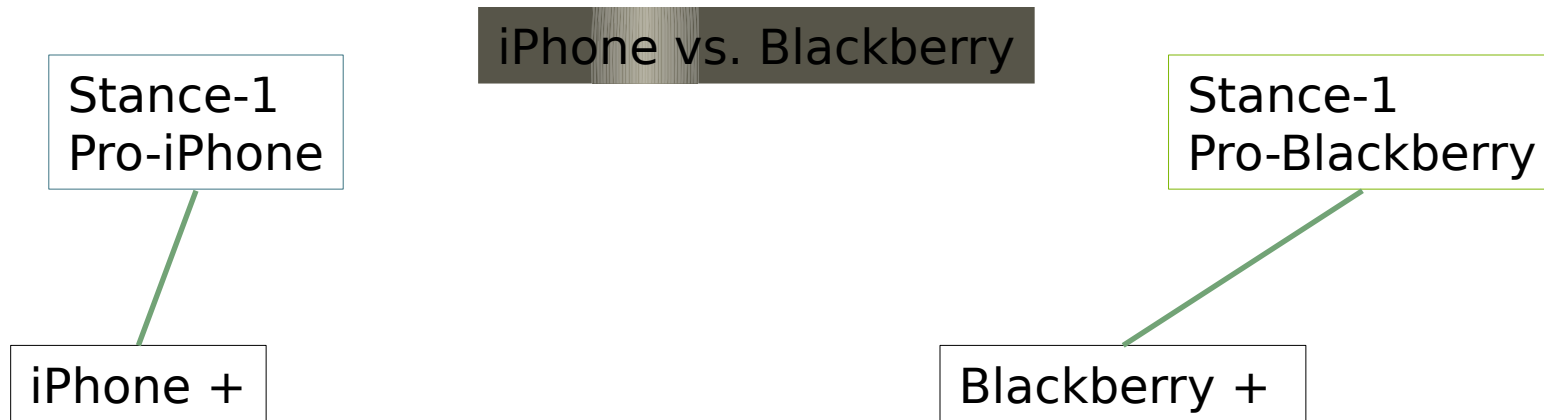 iPhone vs. Blackberry
Stance-1
Pro-iPhone
Stance-1
Pro-Blackberry
iPhone +
Blackberry +